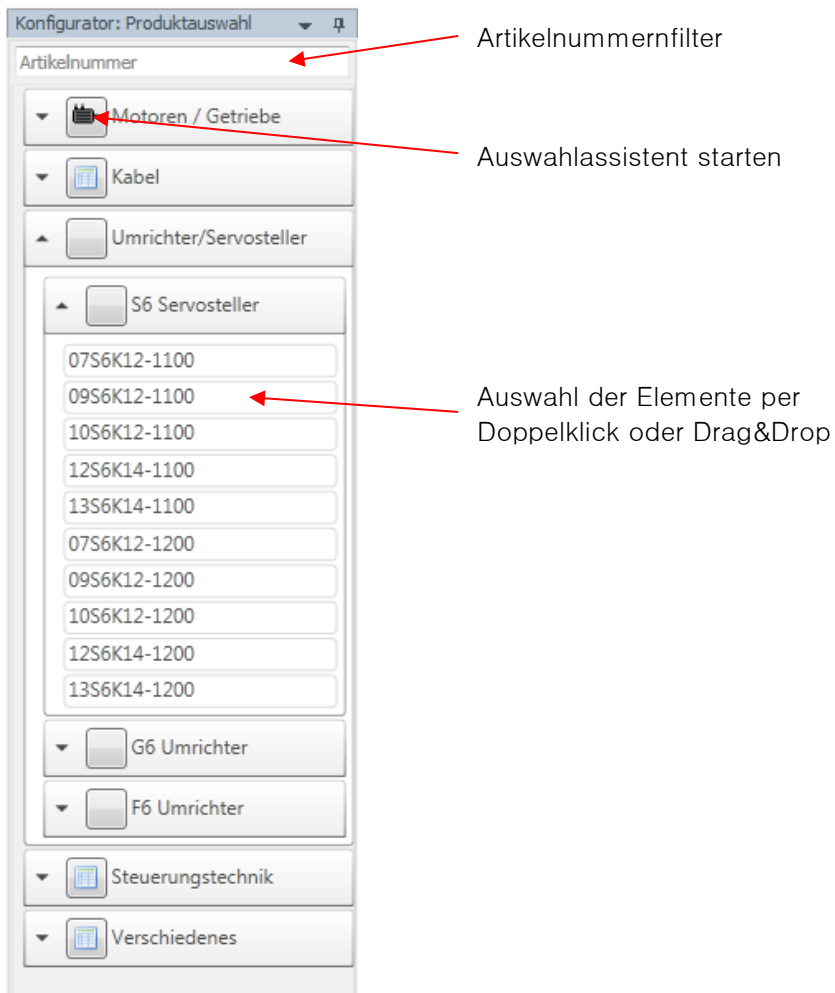 Konfigurator: Produktauswahl
Artikelnummer
Artikelnummernfilter
Motoren / Getriebe
Auswahlassistent starten
Kabel
Umrichter/Servosteller
S6 Servosteller
07S6K12-1100
09S6K12-1100
Auswahl der Elemente per
Doppelklick oder Drag&Drop
10S6K12-1100
12S6K14-1100
13S6K14-1100
07S6K12-1200
09S6K12-1200
10S6K12-1200
12S6K14-1200
13S6K14-1200
G6 Umrichter
F6 Umrichter
Steuerungstechnik
Verschiedenes